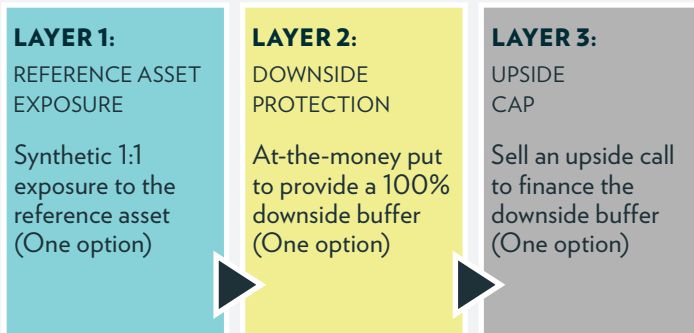 LAYER 1:
REFERENCE ASSET
EXPOSURE
Synthetic 1:1
exposure to the
reference asset
(One option)
LAYER 2:
DOWNSIDE
PROTECTION
At-the-money put
to provide a 100%
downside buffer
(One option)
LAYER 3:
UPSIDE
CAP
Sell an upside call
to finance the
downside buffer
(One option)